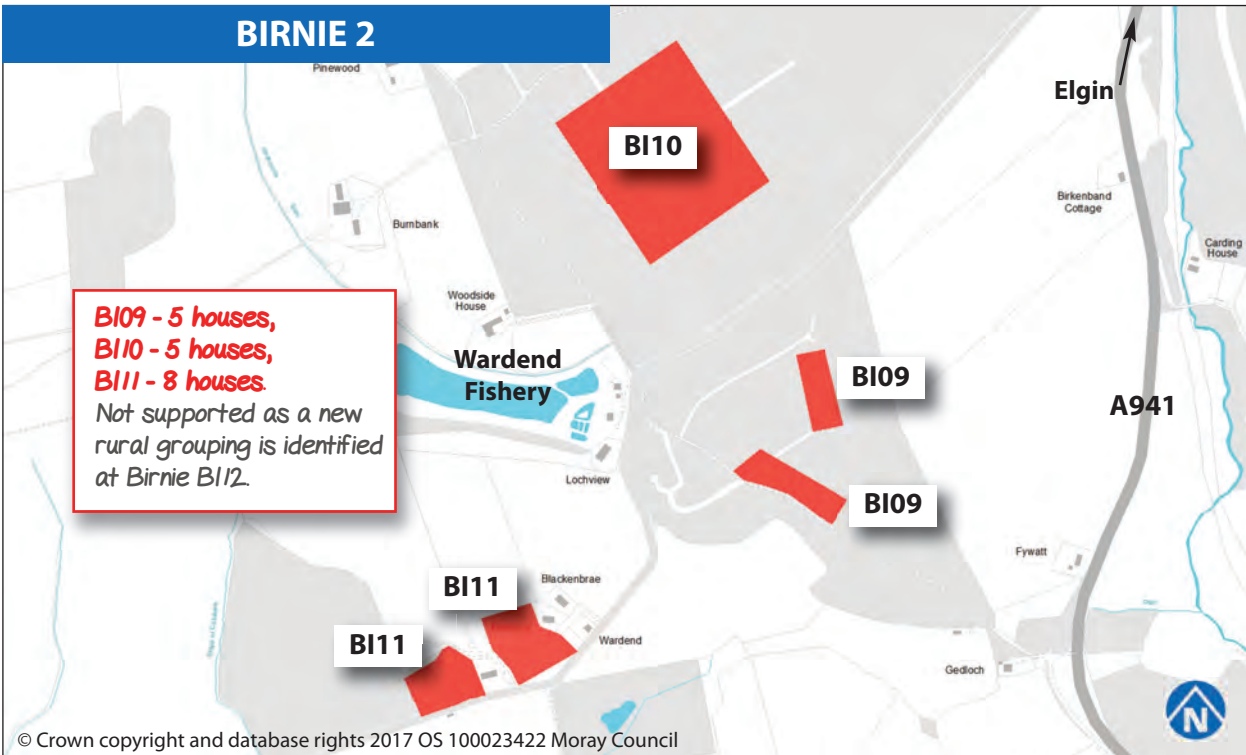 BIRNIE 2
Pinewood
Elgin
BI10
Birkenband
Cottage
Burnbank
Carding
House
Woodside
House
BI09 - 5 houses,
BI10 - 5 houses,
BI11 - 8 houses.
Not supported as a new
rural grouping is identified
at Birnie BI12.
Wardend
Fishery
BI09
A941
Lochview
BI09
Fywatt
Blackenbrae
BI11
Wardend
BI11
Gedloch
N
© Crown copyright and database rights 2017 OS 100023422 Moray Council